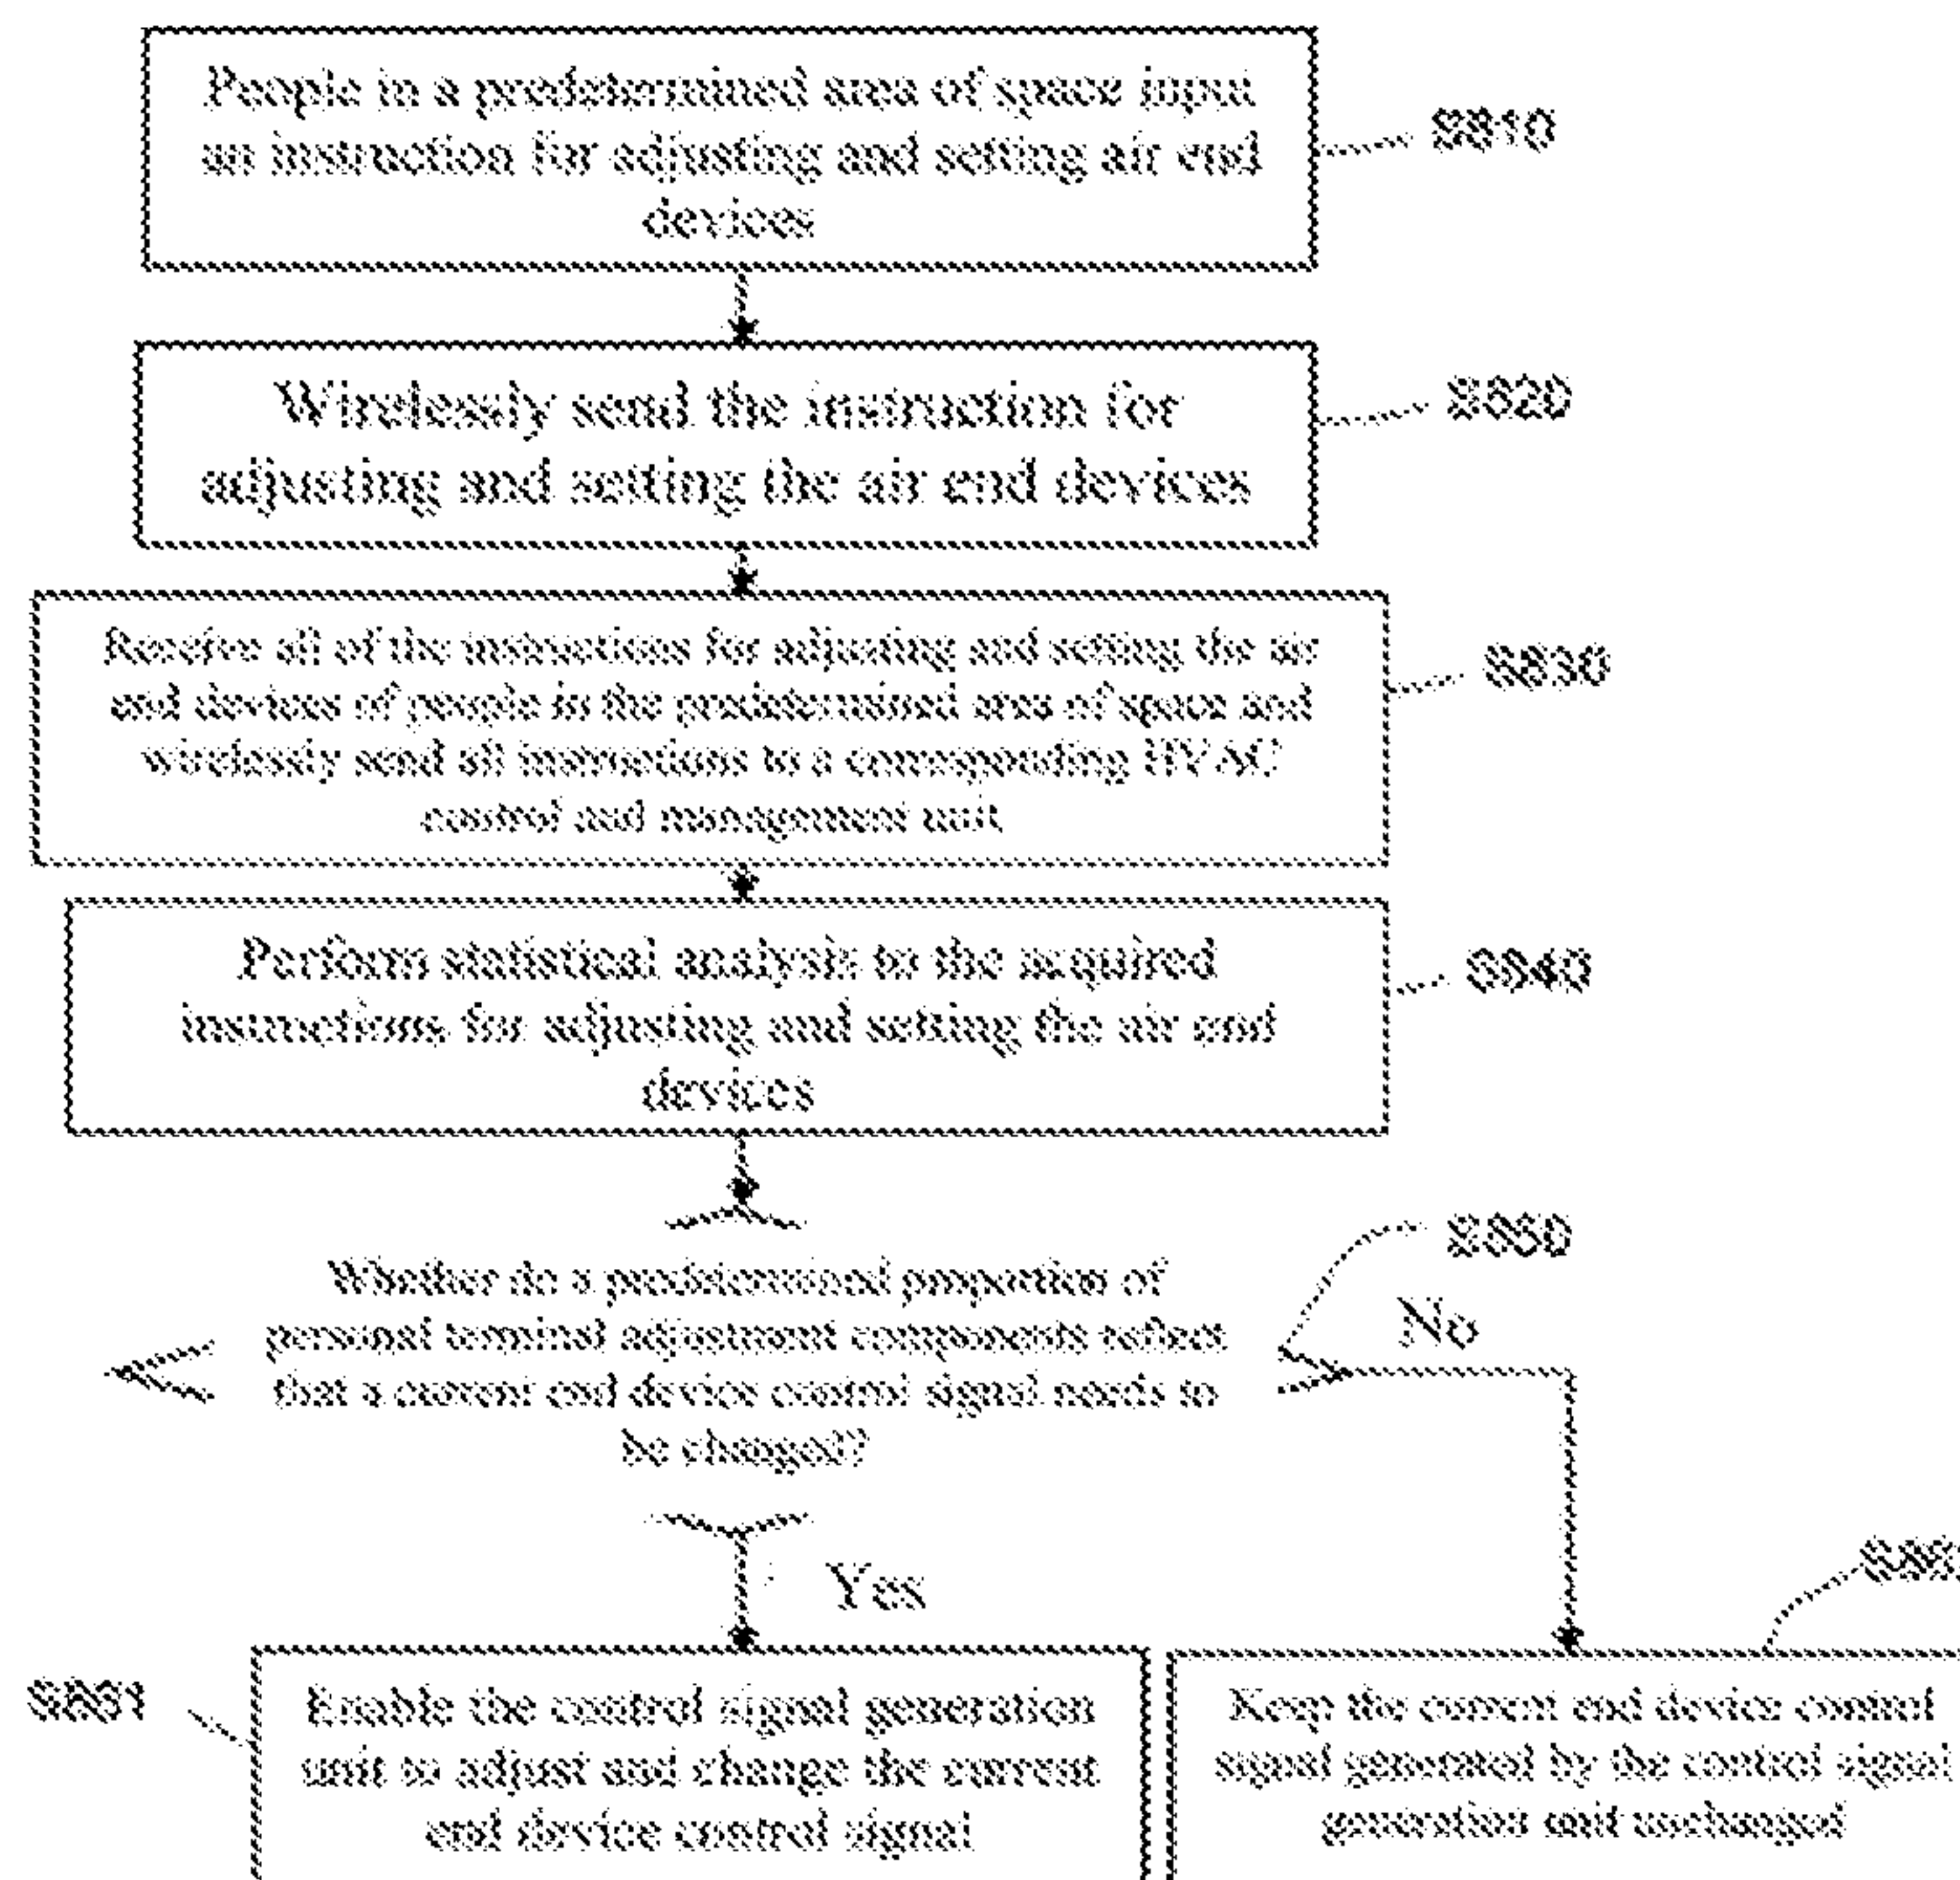 People in a predetermined area of space input
an instruction for adjusting and setting air end
devices
S810
Wirelessly send the instruction for
adjusting and setting the air end devices
S820
Receive all of the instructions for adjusting and setting the air
end devices of people in the predetermined area of space and
wirelessly send all instructions to a corresponding HVAC
control and management unit
S830
Perform statistical analysis to the acquired
instructions for adjusting and setting the air end
devices
S840
Whether do a predetermined proportion of
personal terminal adjustment components reflect
that a current end device control signal needs to
be changed?
S850
No
Yes
S851
Enable the control signal generation
unit to adjust and change the current
end device control signal
Keep the current end device control
signal generated by the control signal
generation unit unchanged